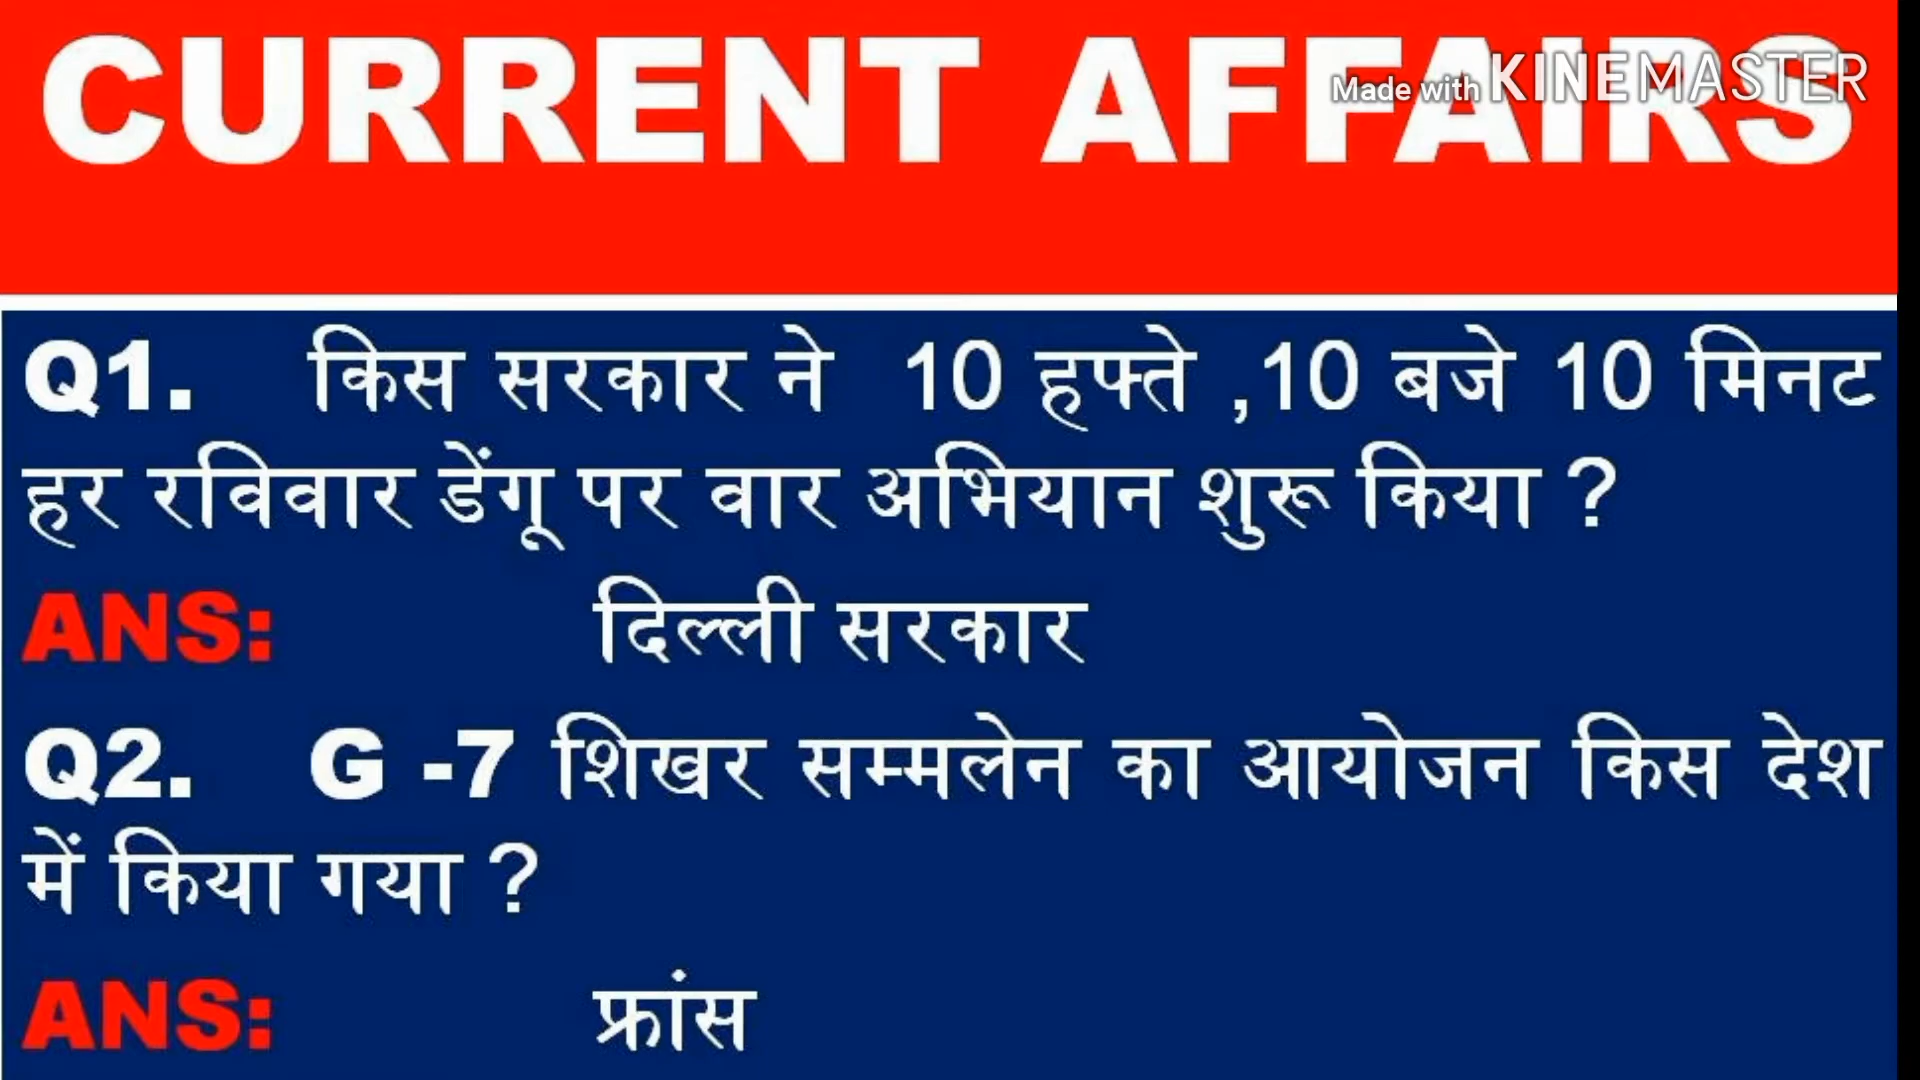 CURRENT AFFAIRS
Made with KINEMASTER
Q1. किस सरकार ने 10 हफ्ते ,10 बजे 10 मिनट
हर रविवार डेंगू पर वार अभियान शुरू किया ?
ANS: दिल्ली सरकार
Q2. G -7 शिखर सम्मलेन का आयोजन किस देश
में किया गया ?
ANS: फ्रांस